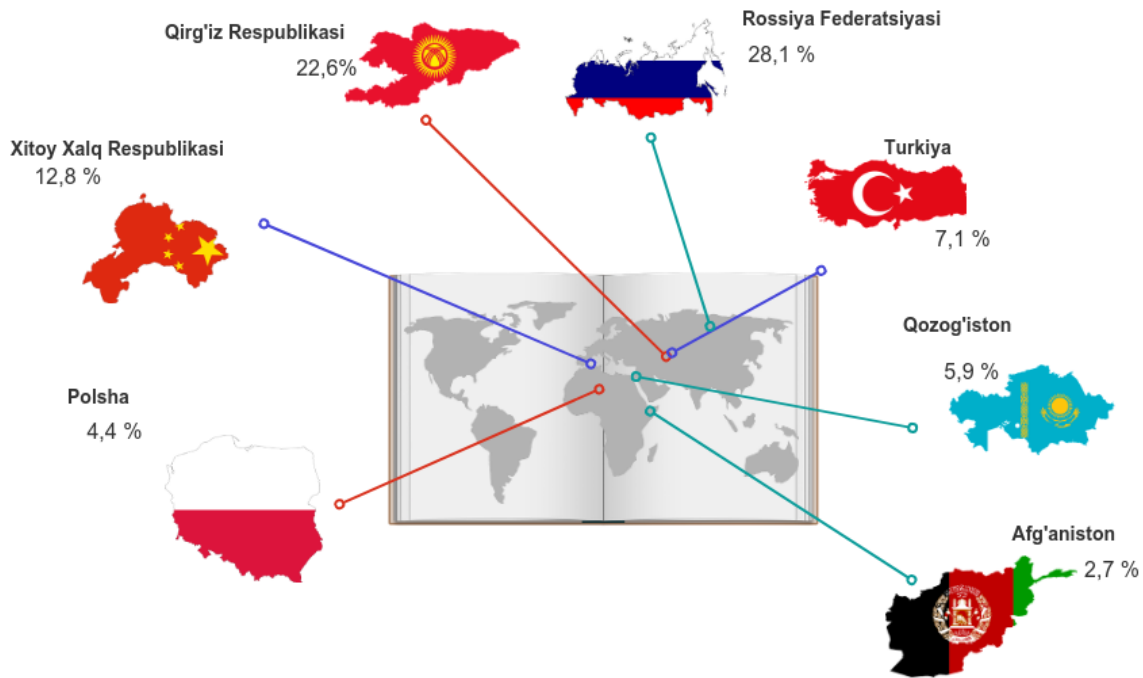 Qirg'iz Respublikasi
22,6%
Rossiya Federatsiyasi
28,1 %
Xitoy Xalq Respublikasi
12,8 %
Turkiya
7,1 %
Qozog'iston
5,9 %
Polsha
4,4 %
Afg'aniston
2,7 %